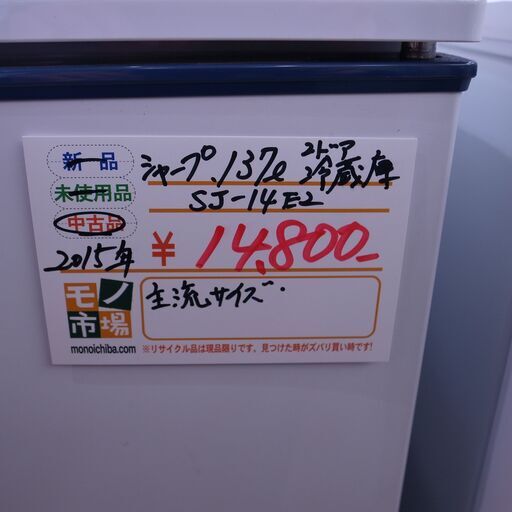 新品
シャープ.137ℓ 2ドア冷蔵庫
未使用品
SJ-14E2
中古品
2015年
¥14,800-
モノ市場
主流サイズ・
monoichiba.com
※リサイクル品は現品限りです。見つけた時がズバリ買い時です!